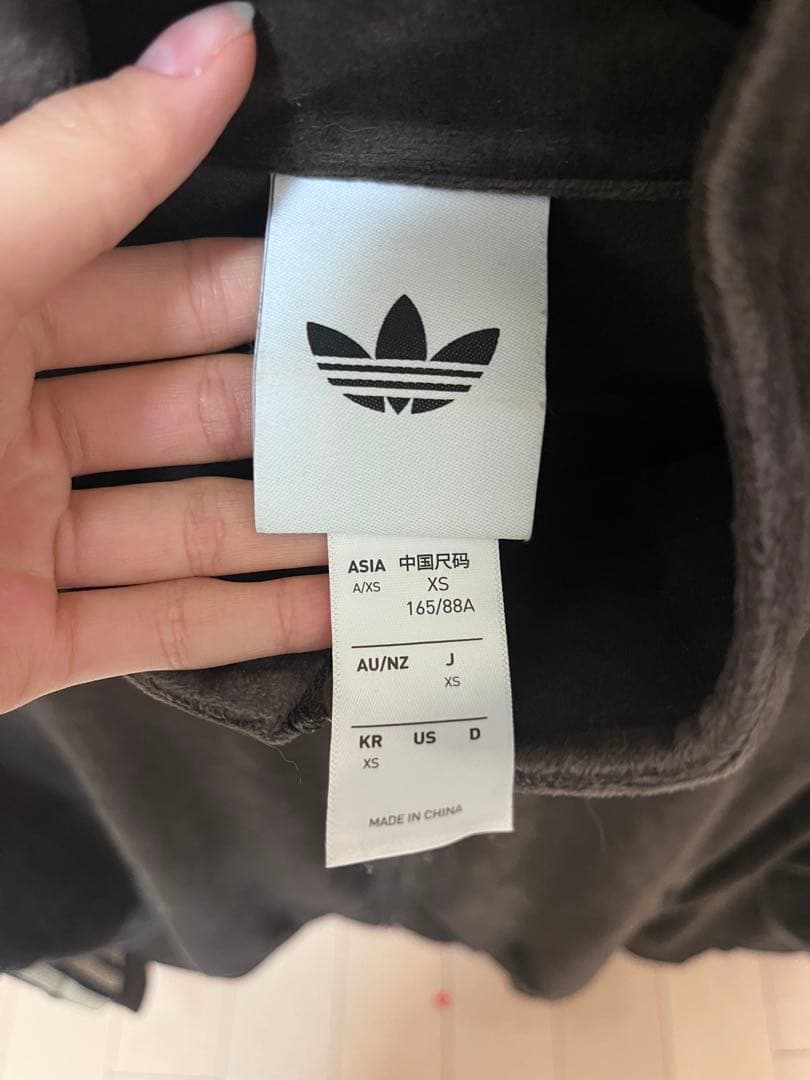 ASIA 中国尺码
A/XS XS
165/88A
AU/NZ J
XS
KR US D
XS
MADE IN CHINA